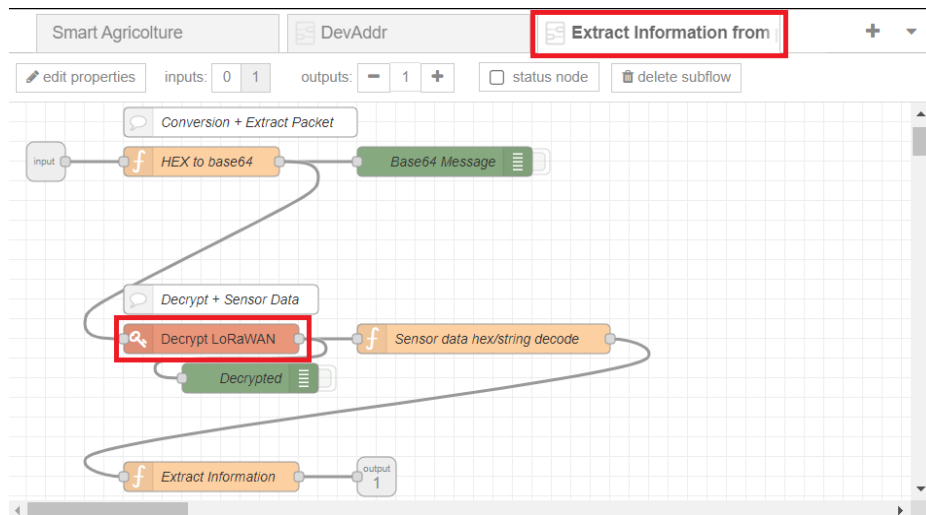 Smart Agricolture
DevAddr
Extract Information from
edit properties
inputs: 0 1
outputs: 1
status node
delete subflow
Conversion + Extract Packet
input
HEX to base64
Base64 Message
Decrypt + Sensor Data
Decrypt LoRaWAN
Sensor data hex/string decode
Decrypted
Extract Information
output
1